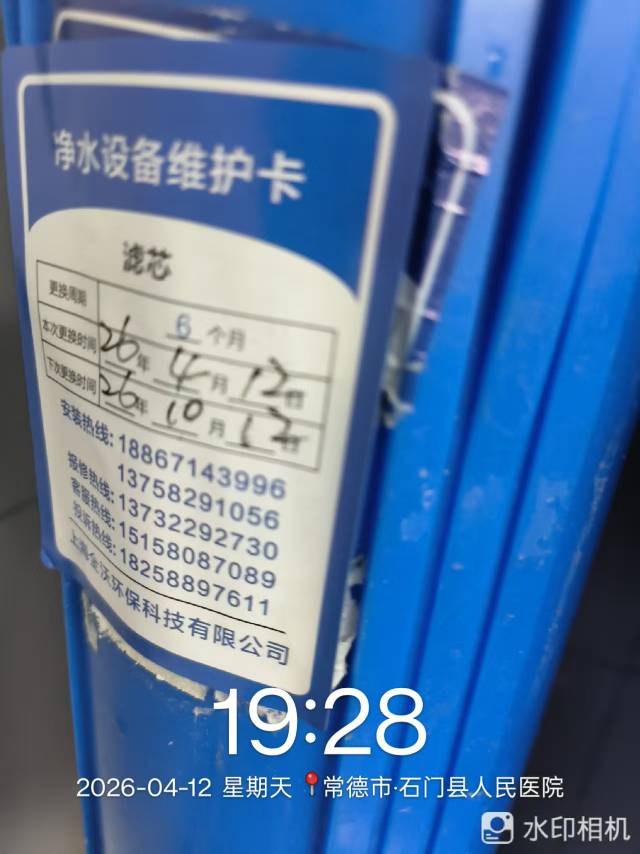 净水设备维护卡
滤芯
更换周期 6 个月
本次更换时间 26年 4月 12日
下次更换时间 26年 10月 12日
安装热线: 18867143996
13758291056
报修热线: 13732292730
客服热线: 15158087089
投诉热线: 18258897611
上海金沃环保科技有限公司
19:28
2026-04-12 星期天 📍常德市·石门县人民医院
水印相机